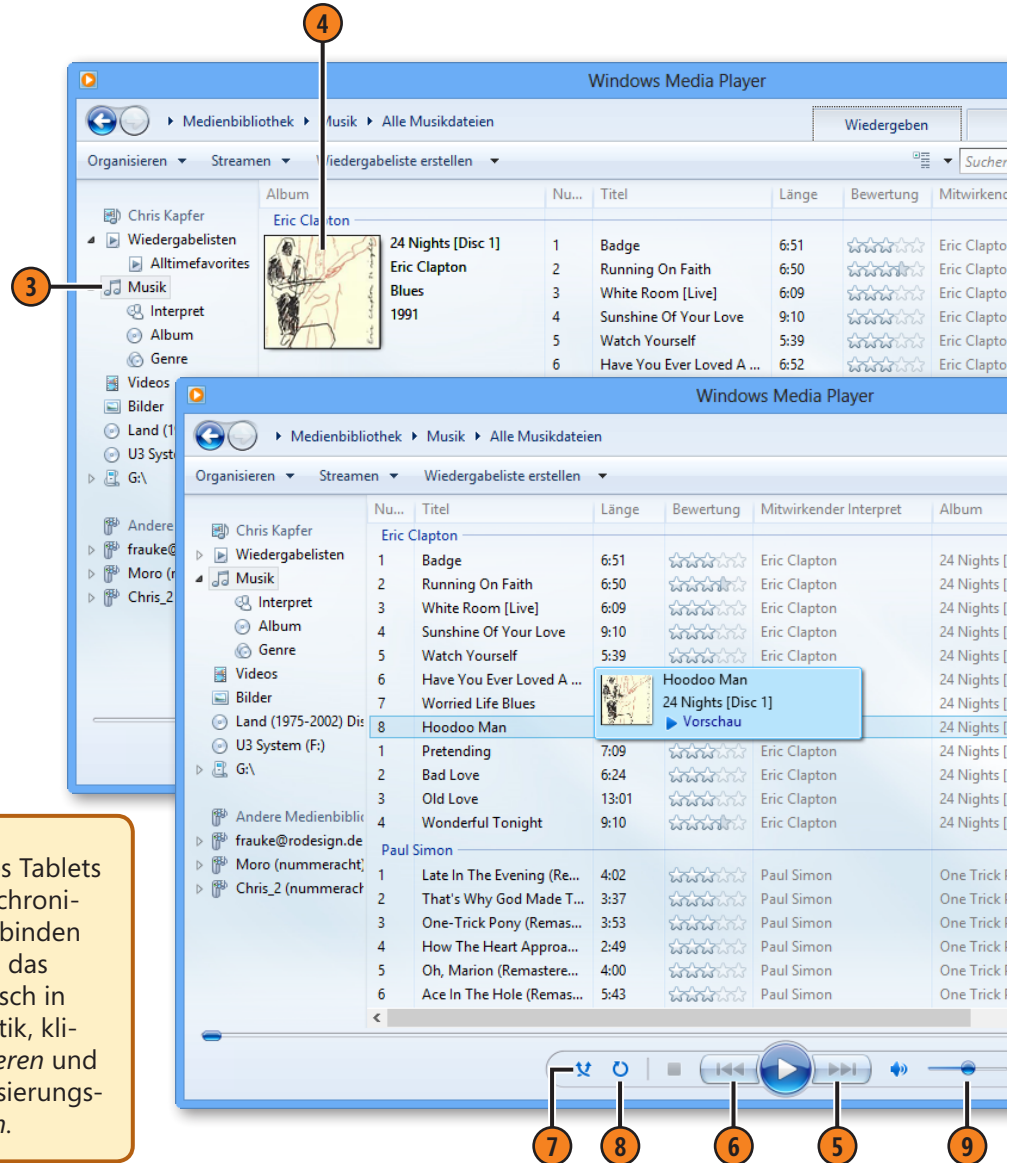 4
Windows Media Player
Medienbibliothek Musik Alle Musikdateien
Wiedergeben
Organisieren Streamen Wiedergabeliste erstellen
Album Nu... Titel Länge Bewertung
Chris Kapfer
Wiedergabelisten
Alltimefavorites
3
Musik
Interpret
Album
Genre
Videos
Bilder
G:\
Eric Clapton
24 Nights [Disc 1]
Eric Clapton
Blues
1991
1 Badge 6:51
2 Running On Faith 6:50
3 White Room [Live] 6:09
4 Sunshine Of Your Love 9:10
5 Watch Yourself 5:39
6 Have You Ever Loved A ... 6:52
Windows Media Player
Medienbibliothek Musik Alle Musikdateien
Organisieren Streamen Wiedergabeliste erstellen
Nu... Titel Länge Bewertung Mitwirkender Interpret Album
Chris Kapfer
Wiedergabelisten
Musik
Interpret
Album
Genre
Videos
Bilder
Land (1975-2002) Dis
U3 System (F:)
G:\
Andere
frauke@rodesign.de
Moro (nummeracht)
Chris_2
Eric Clapton
1 Badge 6:51 Eric Clapton 24 Nights [
2 Running On Faith 6:50 Eric Clapton 24 Nights [
3 White Room [Live] 6:09 Eric Clapton 24 Nights [
4 Sunshine Of Your Love 9:10 Eric Clapton 24 Nights [
5 Watch Yourself 5:39 Eric Clapton 24 Nights [
6 Have You Ever Loved A ... 24 Nights [
7 Worried Life Blues 24 Nights [
8 Hoodoo Man 24 Nights [
Hoodoo Man
24 Nights [Disc 1]
Vorschau
1 Pretending 7:09 Eric Clapton 24 Nights [
2 Bad Love 6:24 Eric Clapton 24 Nights [
3 Old Love 13:01 Eric Clapton 24 Nights [
4 Wonderful Tonight 9:10 Eric Clapton 24 Nights [
Paul Simon
1 Late In The Evening (Re... 4:02 Paul Simon One Trick
2 That's Why God Made T... 3:37 Paul Simon One Trick
3 One-Trick Pony (Remas... 3:53 Paul Simon One Trick
4 How The Heart Approa... 2:49 Paul Simon One Trick
5 Oh, Marion (Remastere... 4:00 Paul Simon One Trick
6 Ace In The Hole (Remas... 5:43 Paul Simon One Trick
s Tablets
chroni-
binden
das
sch in
tik, kli-
eren und
sierungs-
n.
7 8 6 5 9